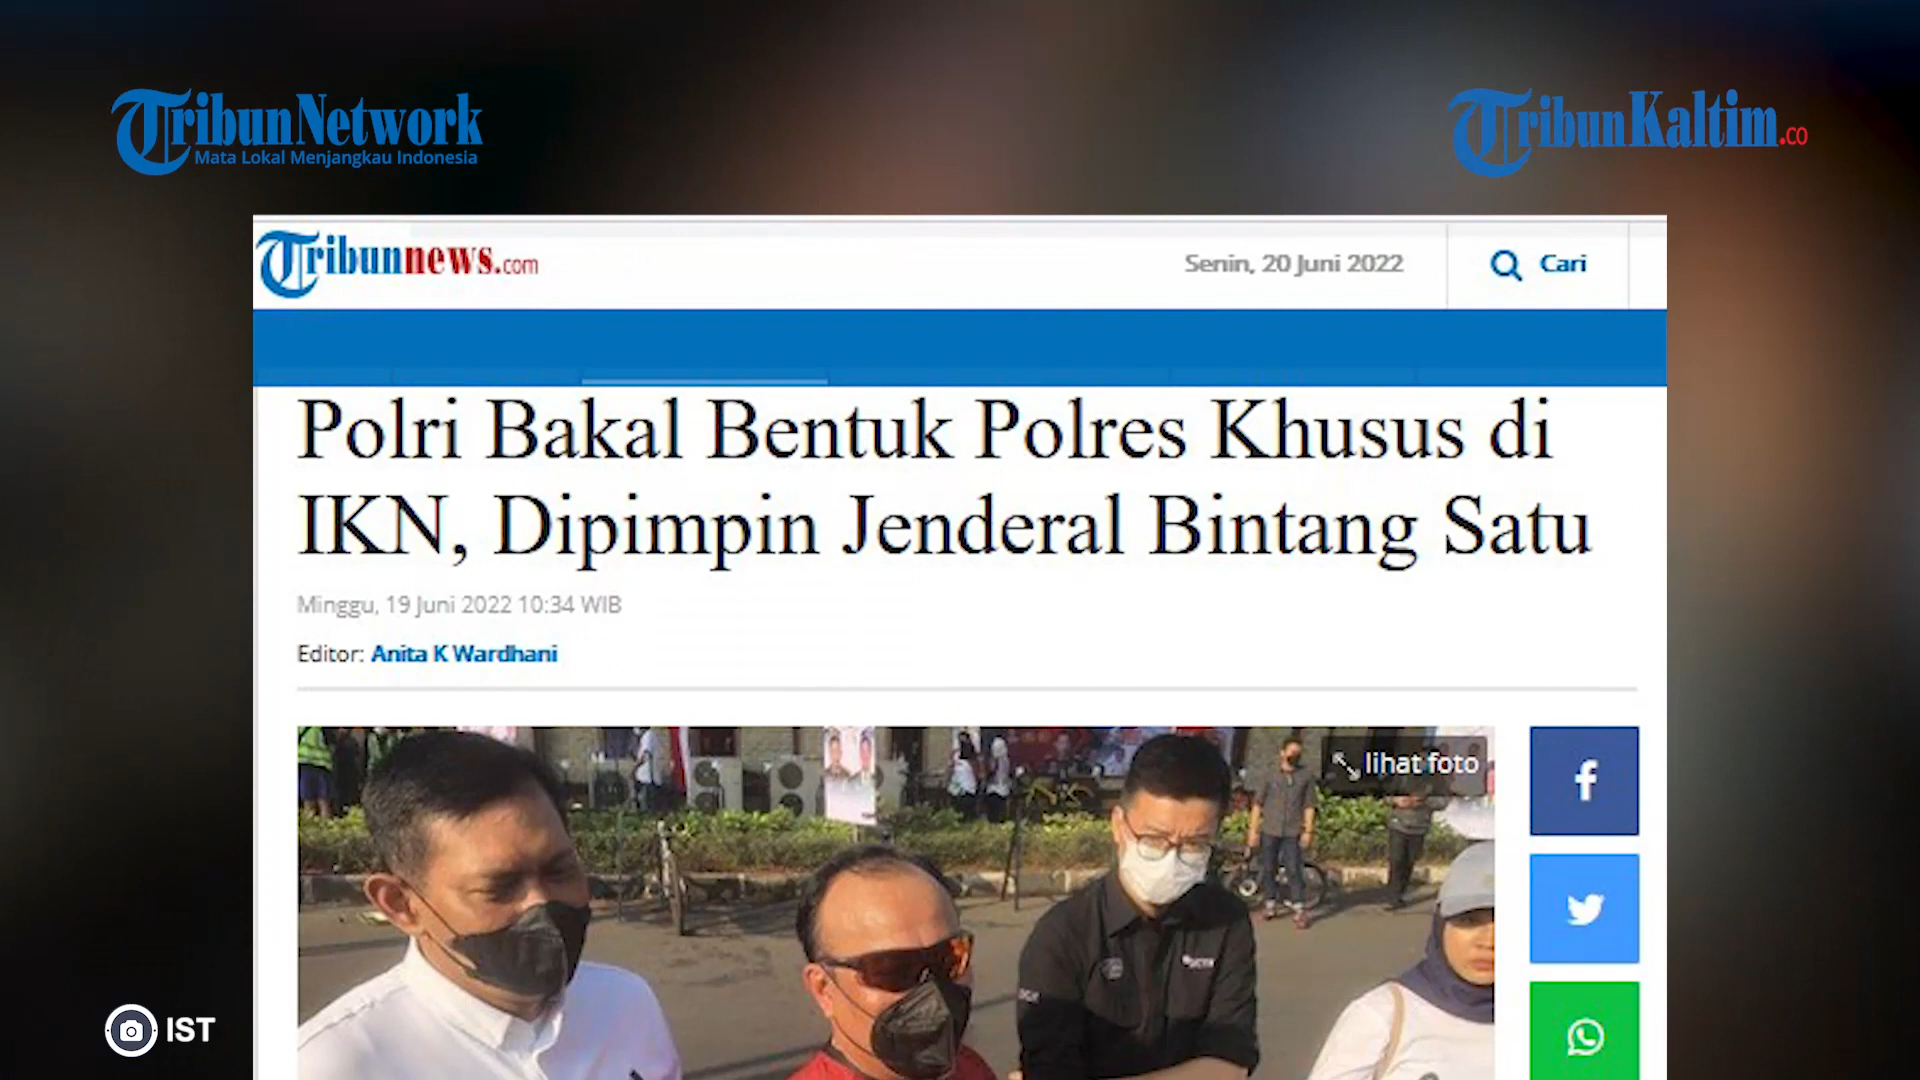 TribunNetwork
Mata Lokal Menjangkau Indonesia
TribunKaltim.co
Tribunnews.com
Senin, 20 Juni 2022
Cari
Polri Bakal Bentuk Polres Khusus di
IKN, Dipimpin Jenderal Bintang Satu
Minggu, 19 Juni 2022 10:34 WIB
Editor: Anita K Wardhani
lihat foto
IST